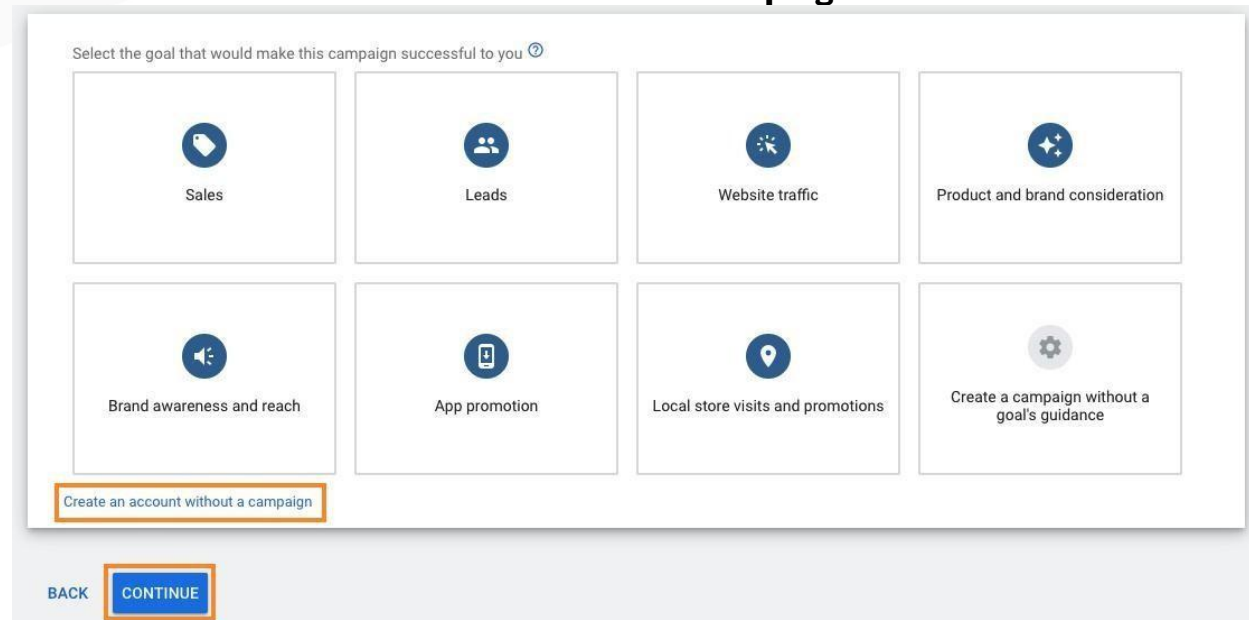 Select the goal that would make this campaign successful to you
Sales
Leads
Website traffic
Product and brand consideration
Brand awareness and reach
App promotion
Local store visits and promotions
Create a campaign without a
goal's guidance
Create an account without a campaign
BACK
CONTINUE